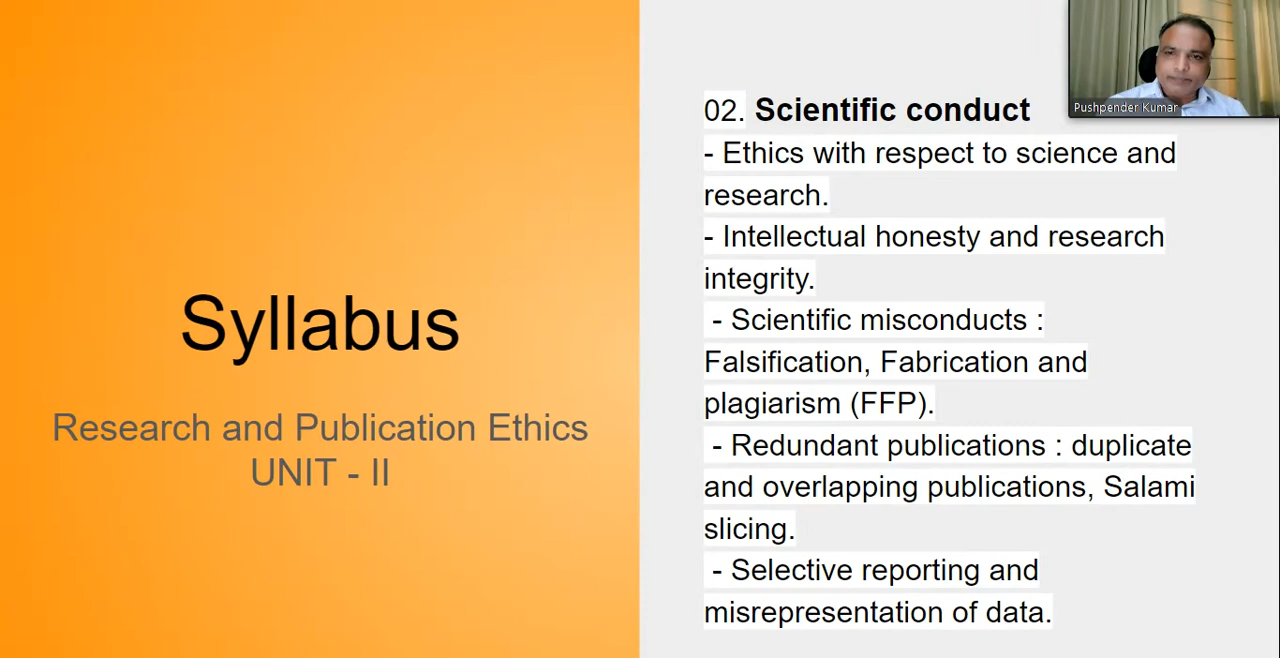 Syllabus
Research and Publication Ethics
UNIT - II
02. Scientific conduct
- Ethics with respect to science and
research.
- Intellectual honesty and research
integrity.
- Scientific misconducts :
Falsification, Fabrication and
plagiarism (FFP).
- Redundant publications : duplicate
and overlapping publications, Salami
slicing.
- Selective reporting and
misrepresentation of data.
Pushpender Kumar